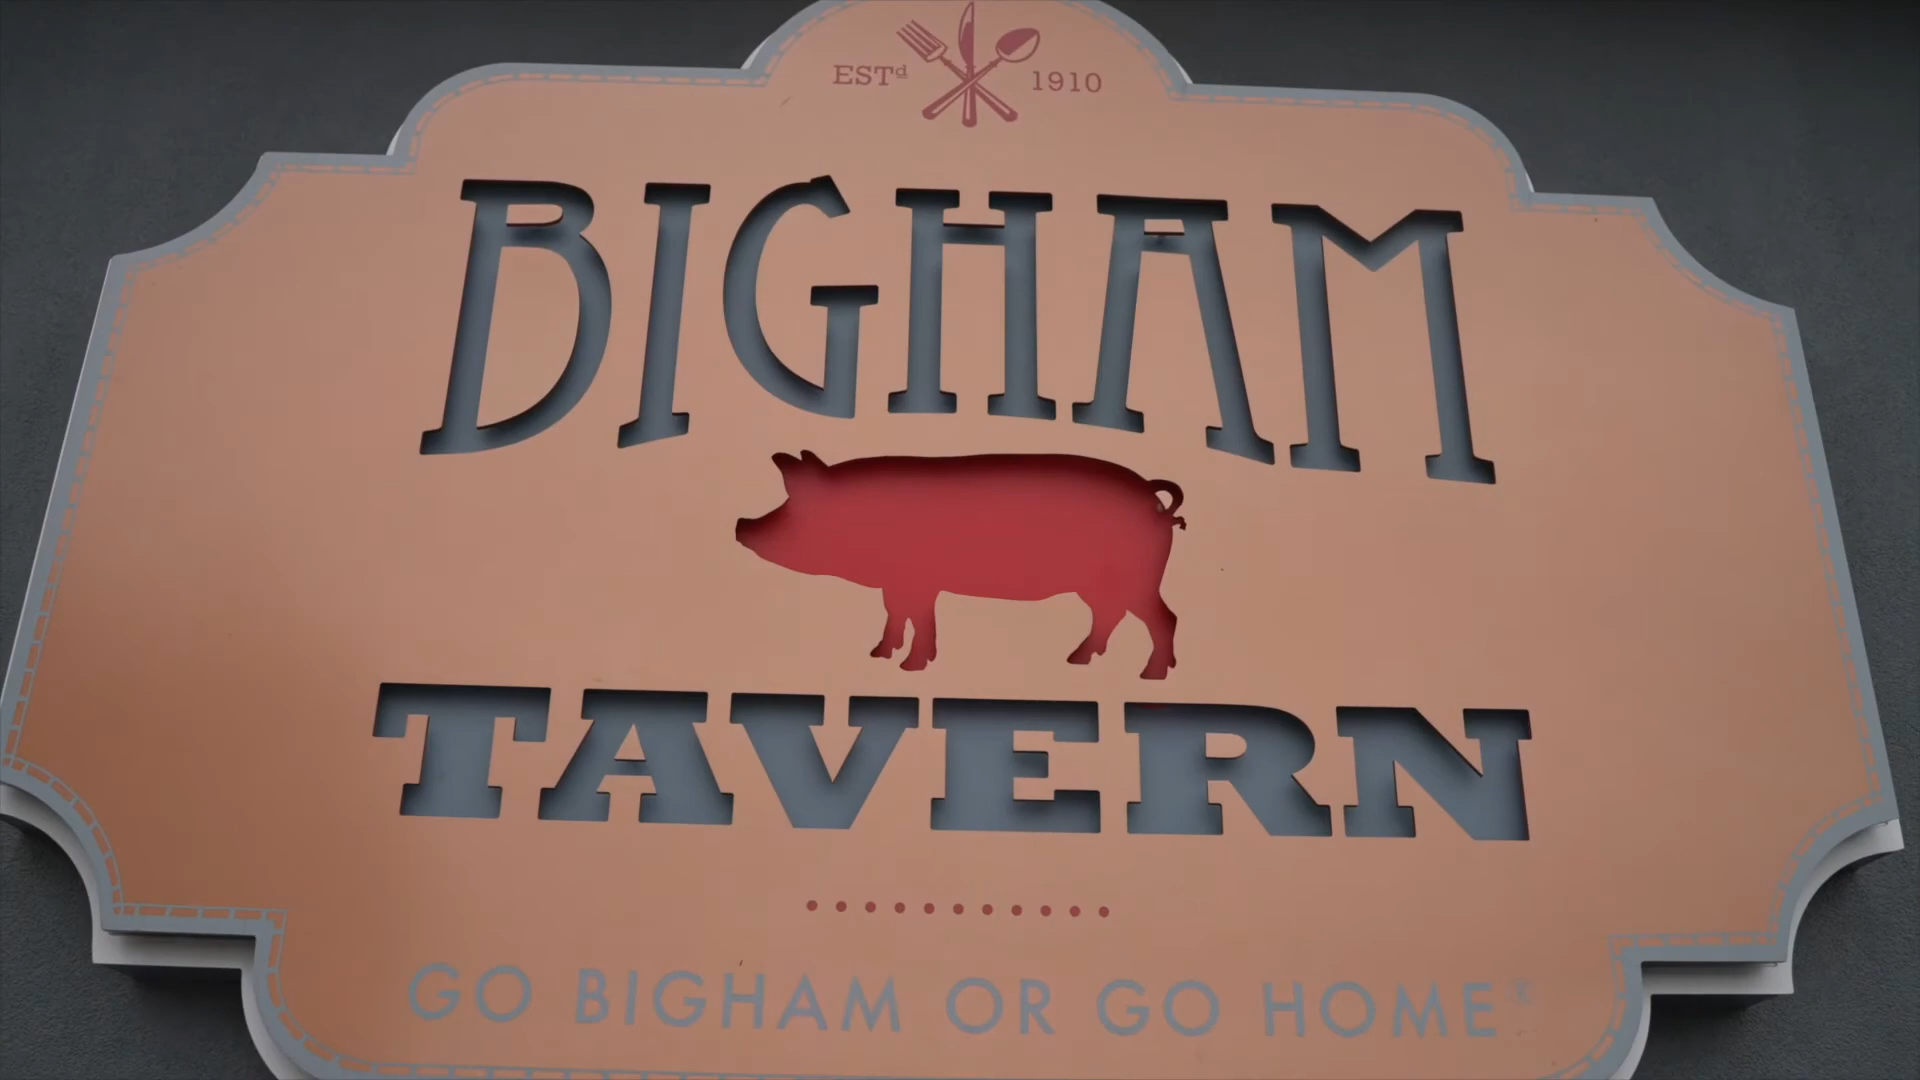 ESTd 1910
BIGHAM
TAVERN
GO BIGHAM OR GO HOME